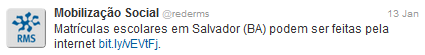 Mobilização Social @rederms 13 Jan
Matrículas escolares em Salvador (BA) podem ser feitas pela
internet bit.ly/vEVtFj.
RMS